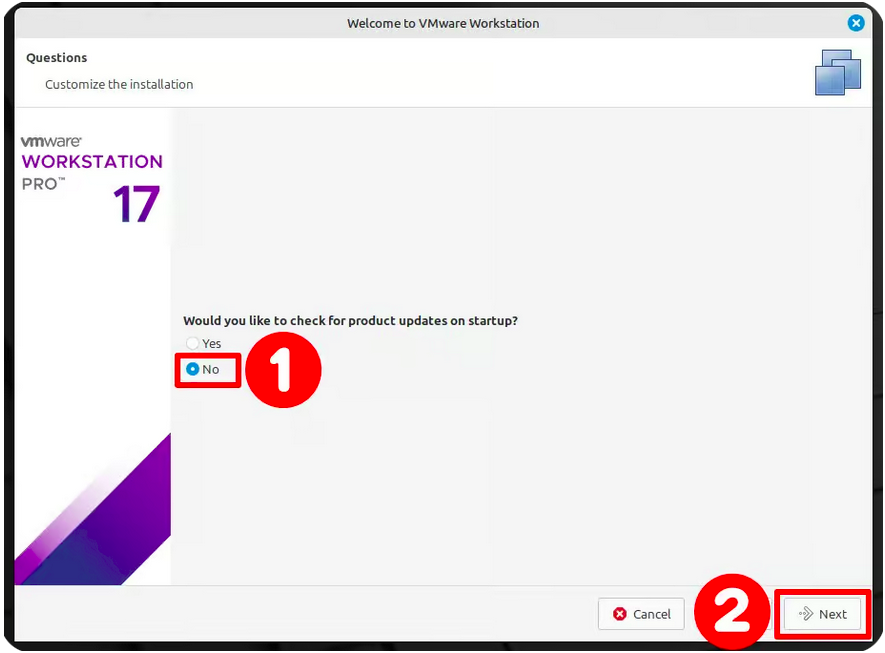 Welcome to VMware Workstation
Questions
Customize the installation
vmware®
WORKSTATION
PRO™
17
Would you like to check for product updates on startup?
Yes
No
1
Cancel
2
Next